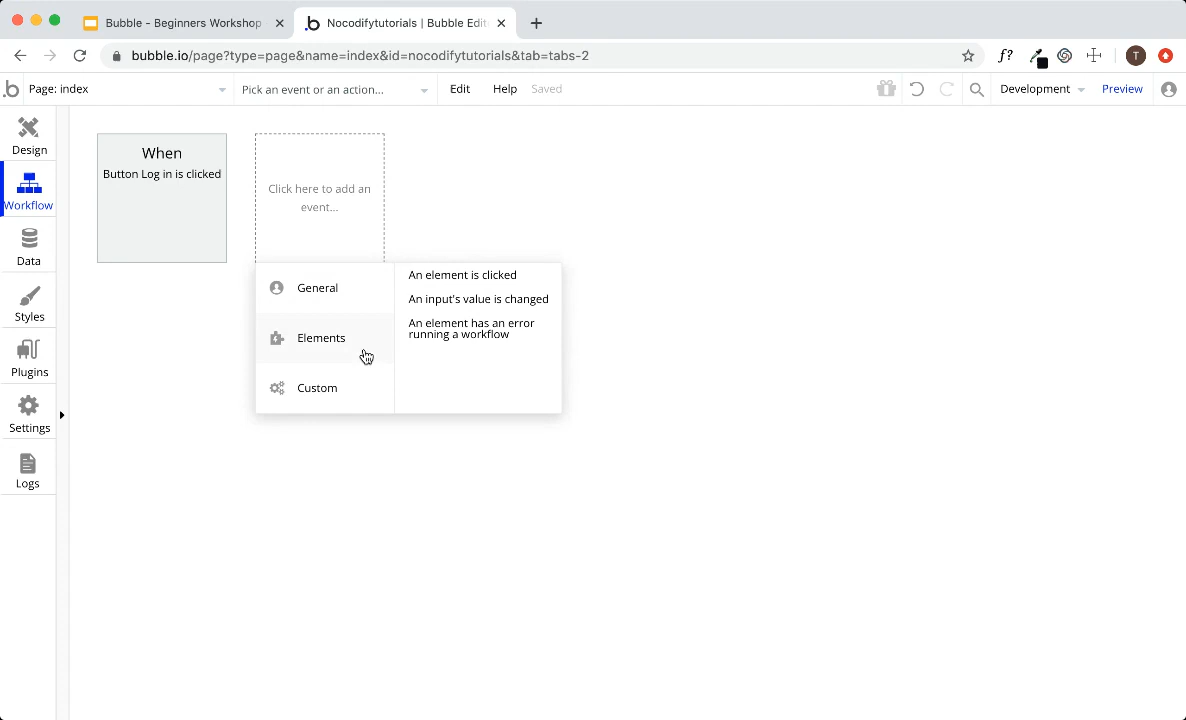 Bubble - Beginners Workshop
Nocodifytutorials | Bubble Edit
bubble.io/page?type=page&name=index&id=nocodifytutorials&tab=tabs-2
f?
T
b
Page: index
Pick an event or an action...
Edit
Help
Saved
Development
Preview
Design
Workflow
Data
Styles
Plugins
Settings
Logs
When
Button Log in is clicked
Click here to add an
event...
General
Elements
Custom
An element is clicked
An input's value is changed
An element has an error
running a workflow